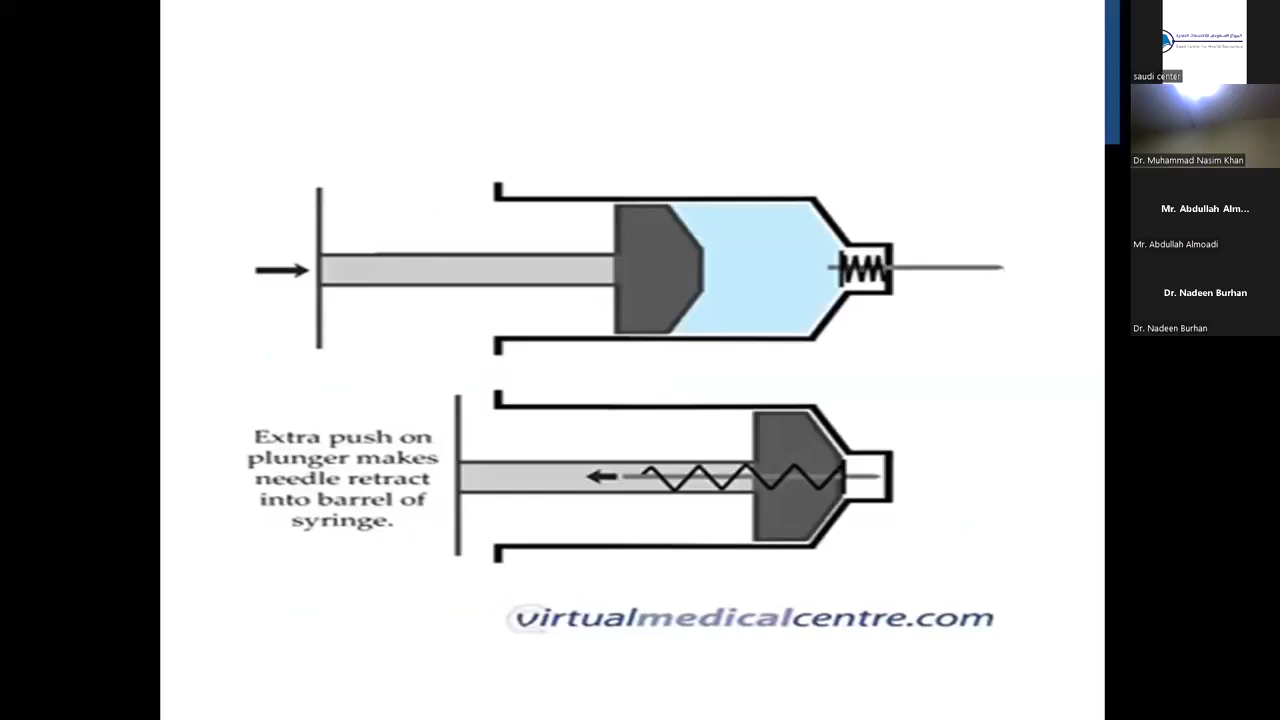 Extra push on
plunger makes
needle retract
into barrel of
syringe.
virtualmedicalcentre.com
saudi center
Dr. Muhammad Nasim Khan
Mr. Abdullah Alm...
Mr. Abdullah Almoadi
Dr. Nadeen Burhan
Dr. Nadeen Burhan